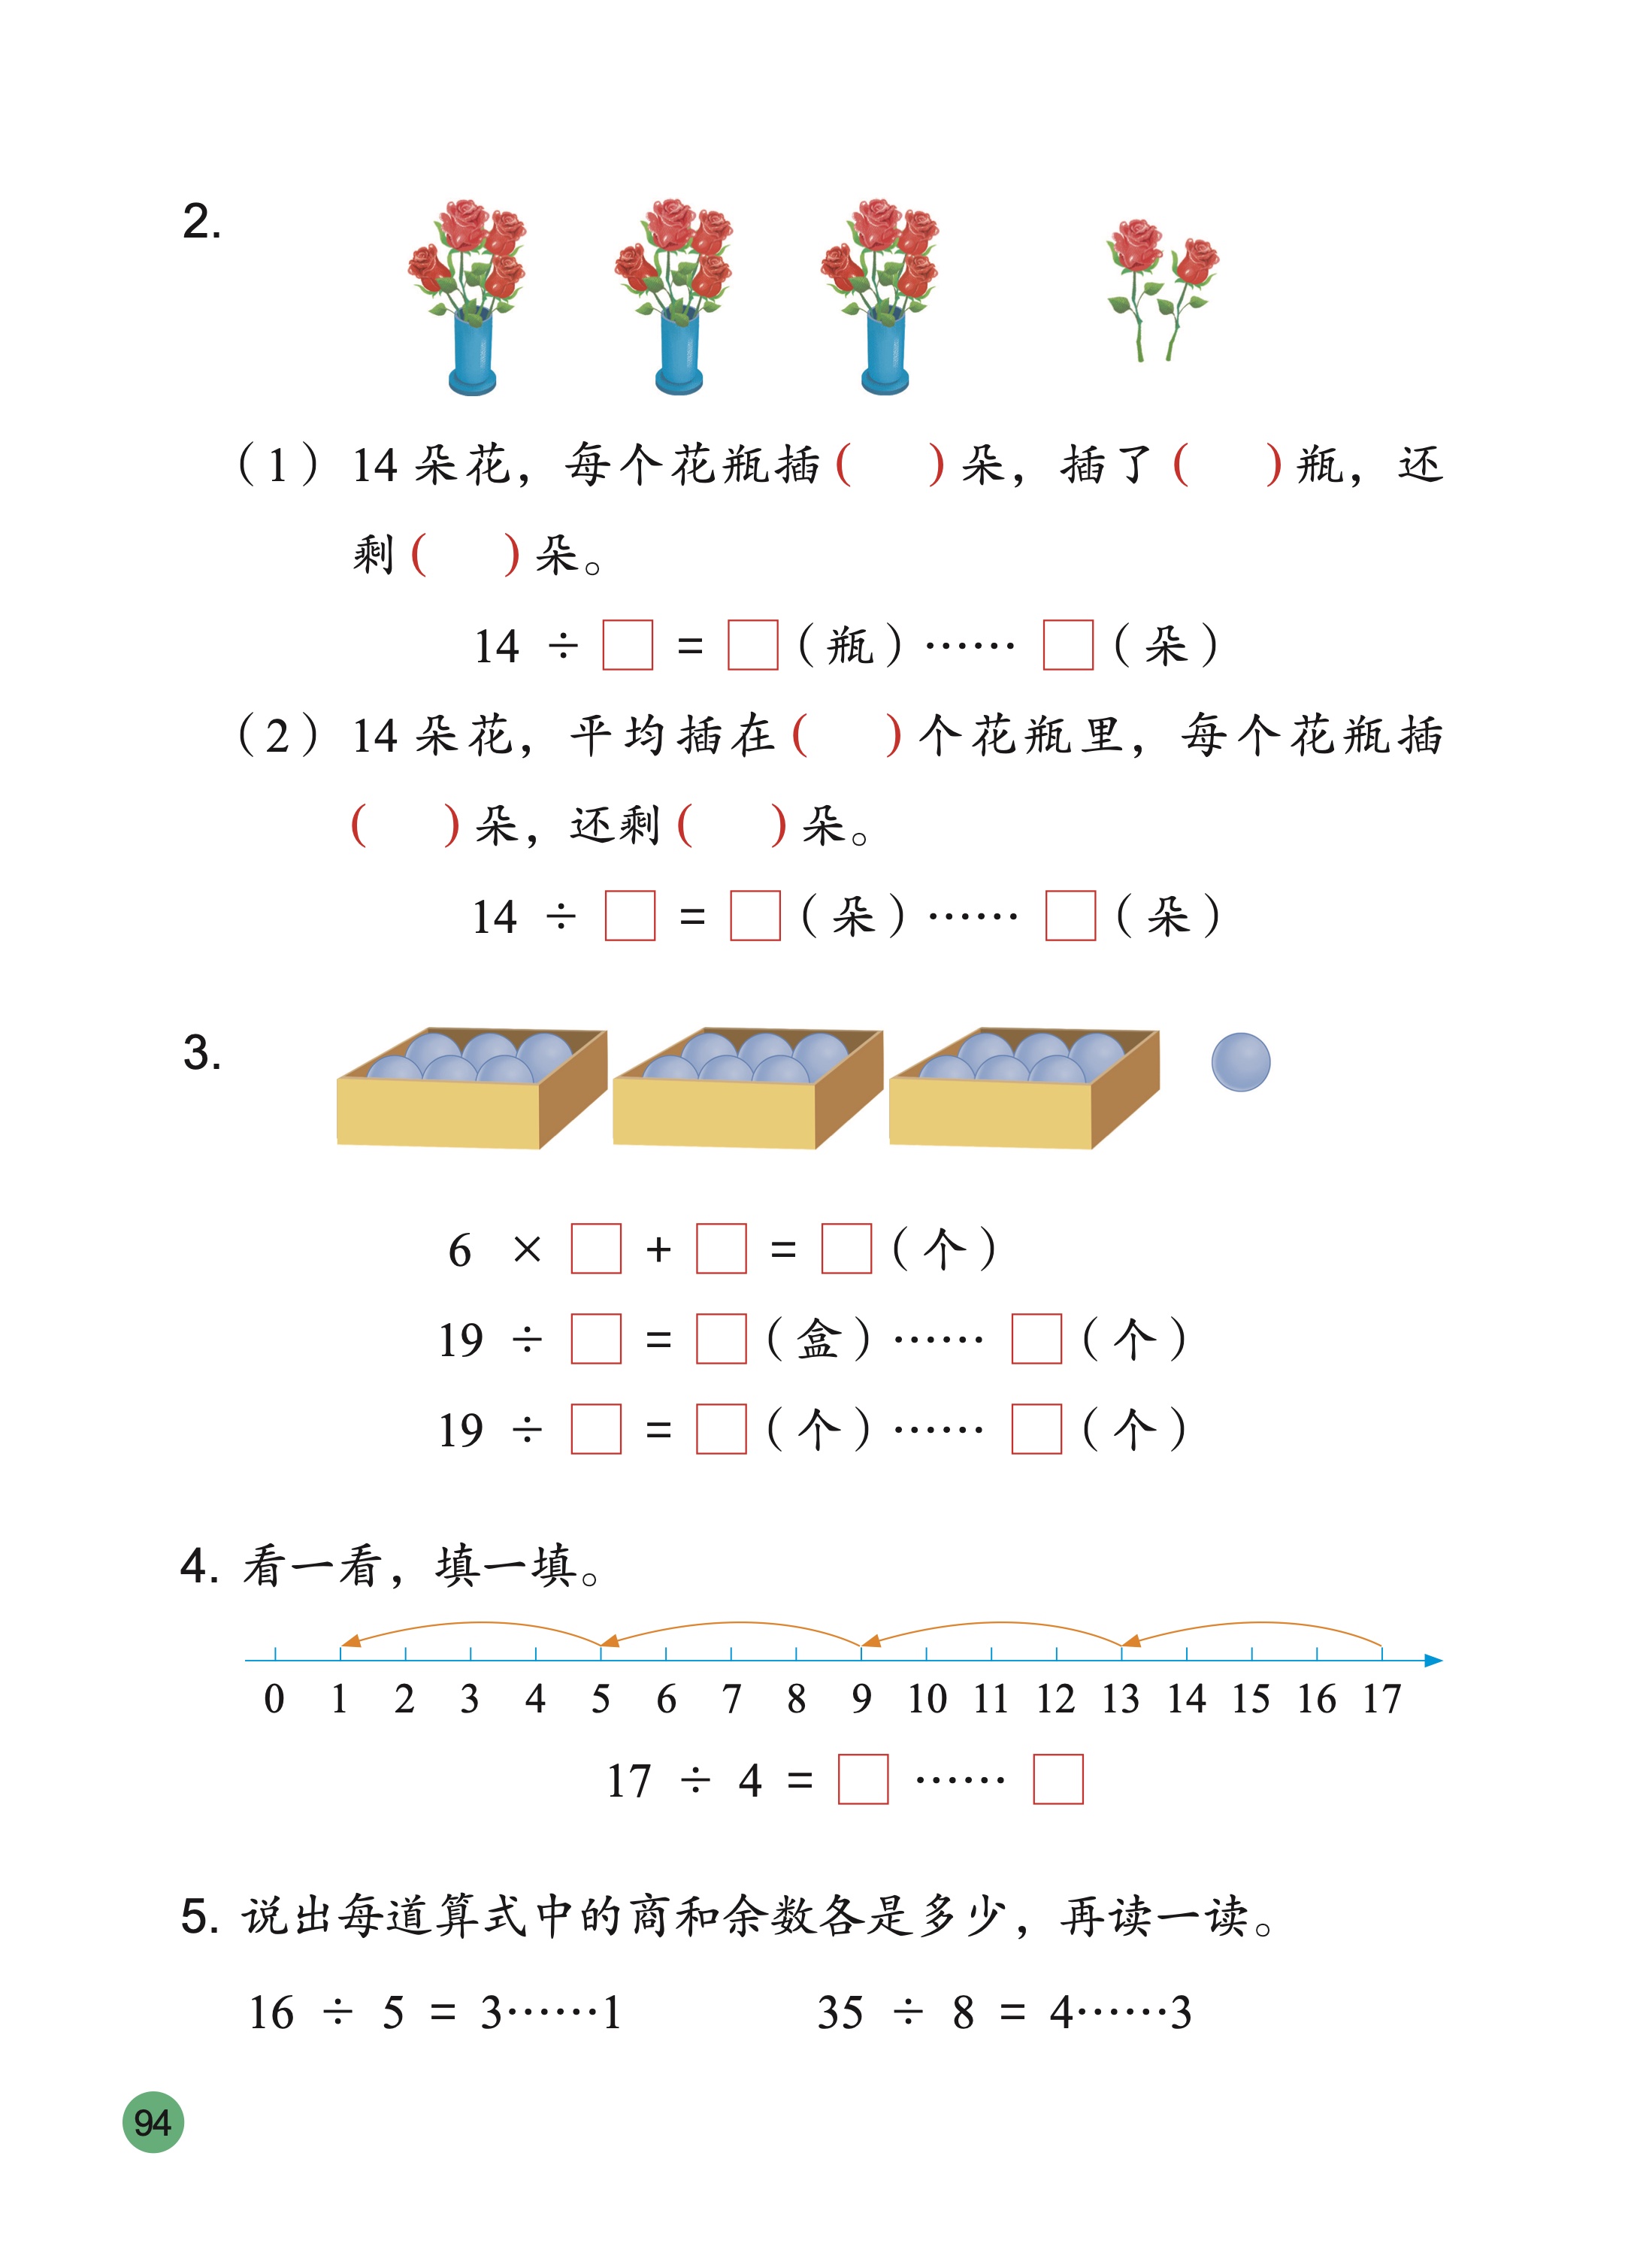 2.
（1）14 朵花，每个花瓶插（　）朵，插了（　）瓶，还
剩（　）朵。
14 ÷ □ = □（瓶）…… □（朵）
（2）14 朵花，平均插在（　）个花瓶里，每个花瓶插
（　）朵，还剩（　）朵。
14 ÷ □ = □（朵）…… □（朵）
3.
6 × □ + □ = □（个）
19 ÷ □ = □（盒）…… □（个）
19 ÷ □ = □（个）…… □（个）
4. 看一看，填一填。
0 1 2 3 4 5 6 7 8 9 10 11 12 13 14 15 16 17
17 ÷ 4 = □ …… □
5. 说出每道算式中的商和余数各是多少，再读一读。
16 ÷ 5 = 3……1 35 ÷ 8 = 4……3
94